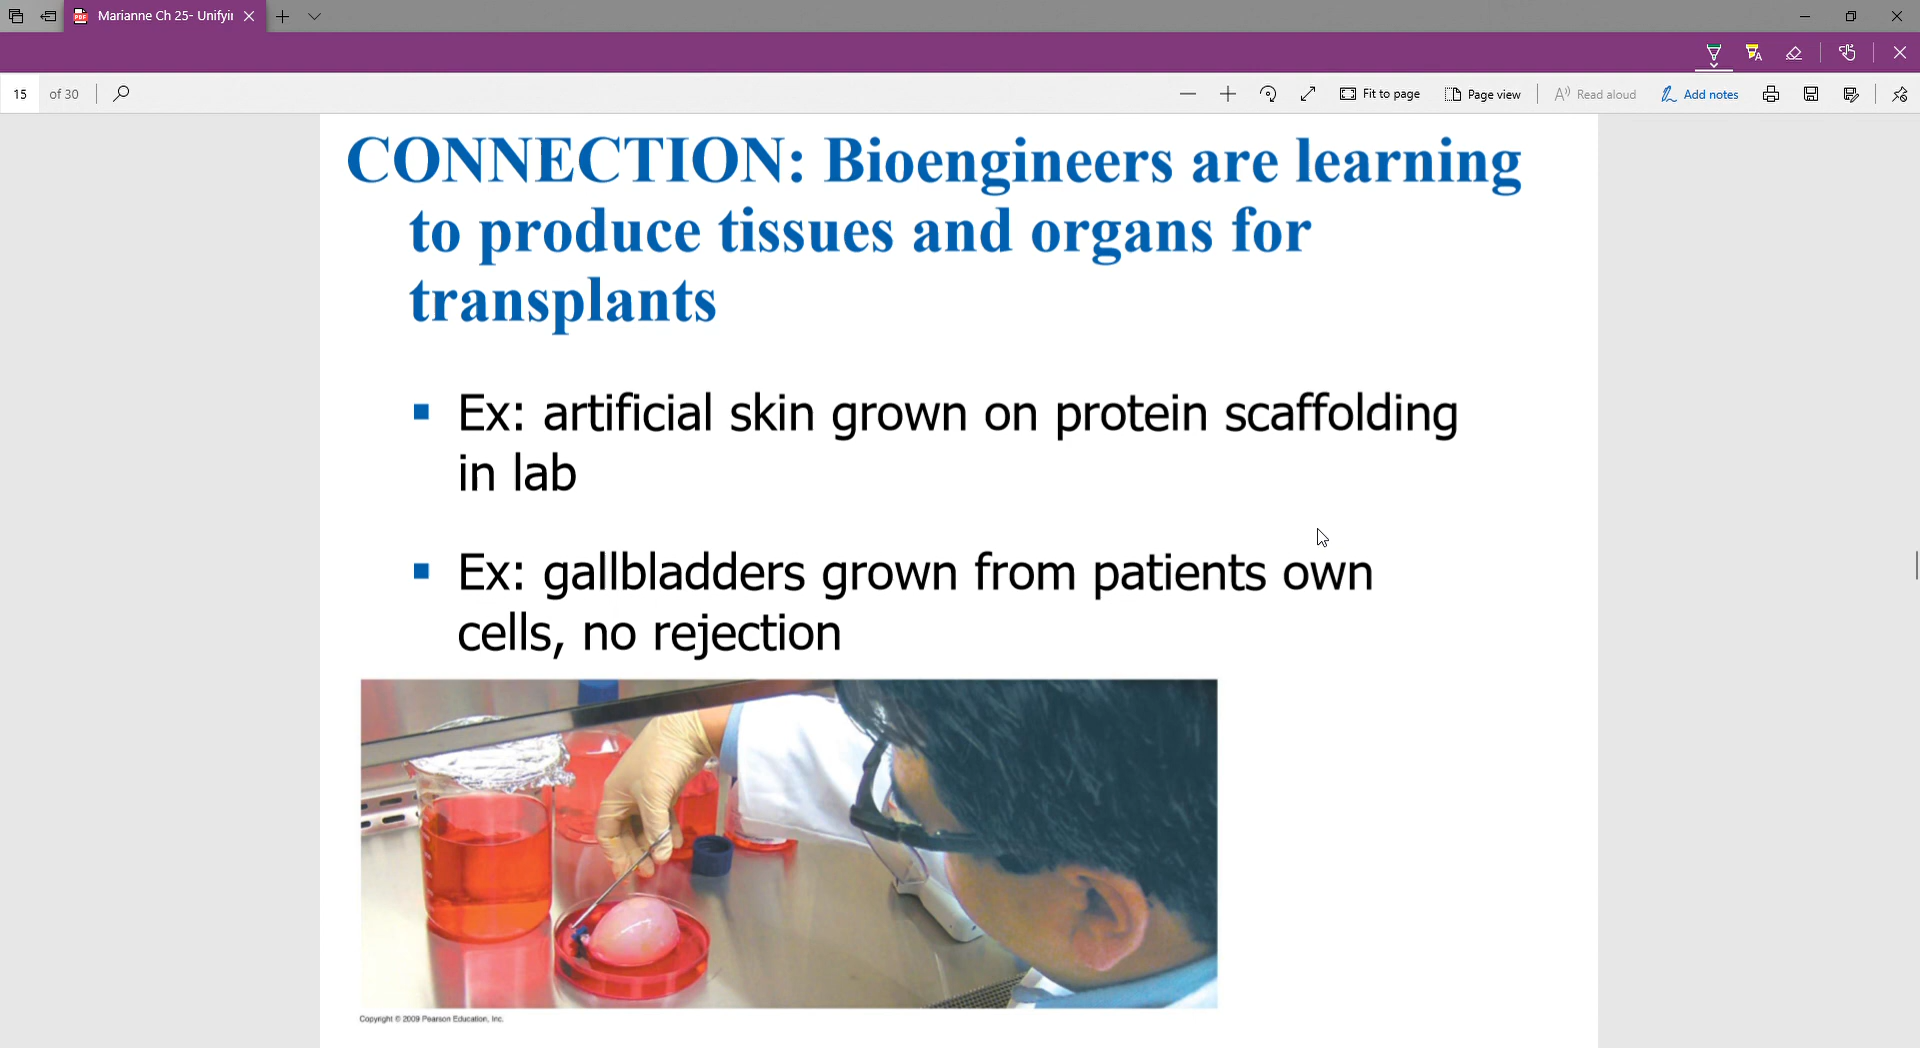 Marianne Ch 25- Unifyi
15 of 30 Fit to page Page view Read aloud Add notes
CONNECTION: Bioengineers are learning
to produce tissues and organs for
transplants
Ex: artificial skin grown on protein scaffolding
in lab
Ex: gallbladders grown from patients own
cells, no rejection
Copyright © 2009 Pearson Education, Inc.